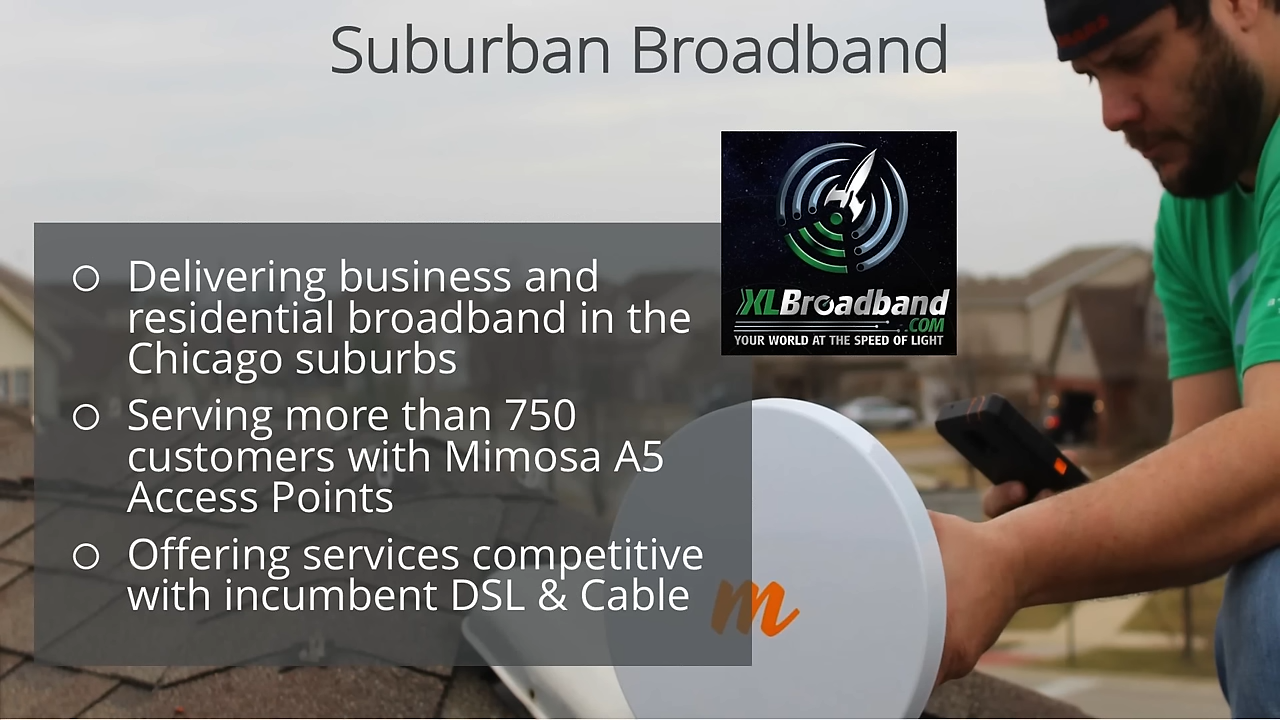 Suburban Broadband
XLBroadband
.COM
YOUR WORLD AT THE SPEED OF LIGHT
○ Delivering business and
residential broadband in the
Chicago suburbs
○ Serving more than 750
customers with Mimosa A5
Access Points
○ Offering services competitive
with incumbent DSL & Cable
m